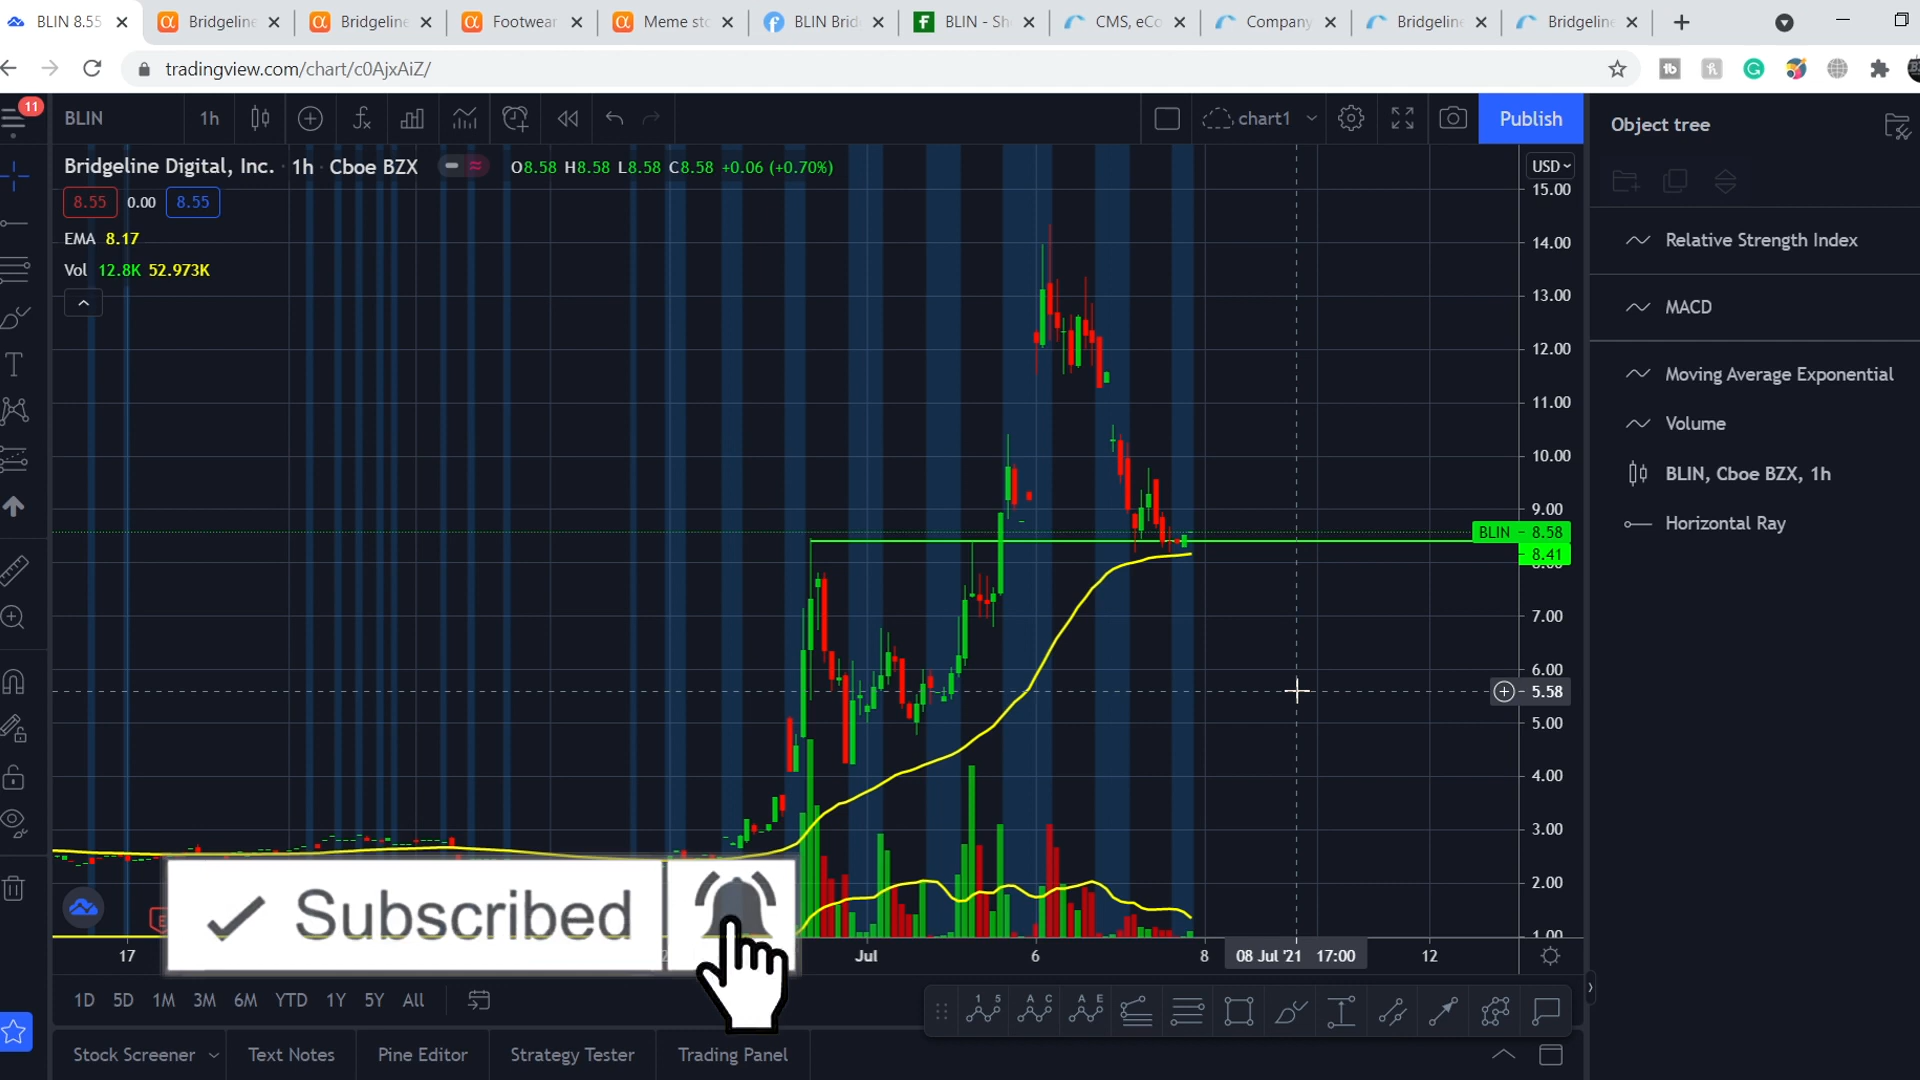 BLIN 8.55
Bridgeline
Bridgeline
Footwear
Meme sto
BLIN Brid
BLIN - Sh
CMS, eCo
Company
Bridgeline
Bridgeline
tradingview.com/chart/c0AjxAiZ/
11
BLIN
1h
chart1
Publish
Object tree
Bridgeline Digital, Inc. · 1h · Cboe BZX
O8.58 H8.58 L8.58 C8.58 +0.06 (+0.70%)
USD
8.55 0.00 8.55
EMA 8.17
Vol 12.8K 52.973K
15.00
14.00
13.00
12.00
11.00
10.00
9.00
BLIN 8.58
8.41
8.00
7.00
6.00
5.58
5.00
4.00
3.00
2.00
1.00
Relative Strength Index
MACD
Moving Average Exponential
Volume
BLIN, Cboe BZX, 1h
Horizontal Ray
E
Subscribed
17
Jul
6
8
08 Jul '21 17:00
12
1D 5D 1M 3M 6M YTD 1Y 5Y All
Stock Screener
Text Notes
Pine Editor
Strategy Tester
Trading Panel